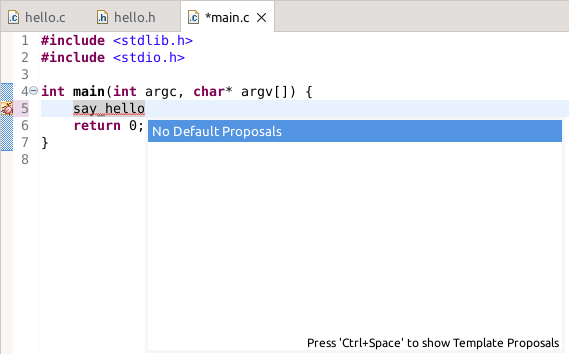 hello.c hello.h *main.c
1 #include <stdlib.h>
2 #include <stdio.h>
3
4 int main(int argc, char* argv[]) {
5 say_hello
6 return 0;
No Default Proposals
7 }
8
Press 'Ctrl+Space' to show Template Proposals